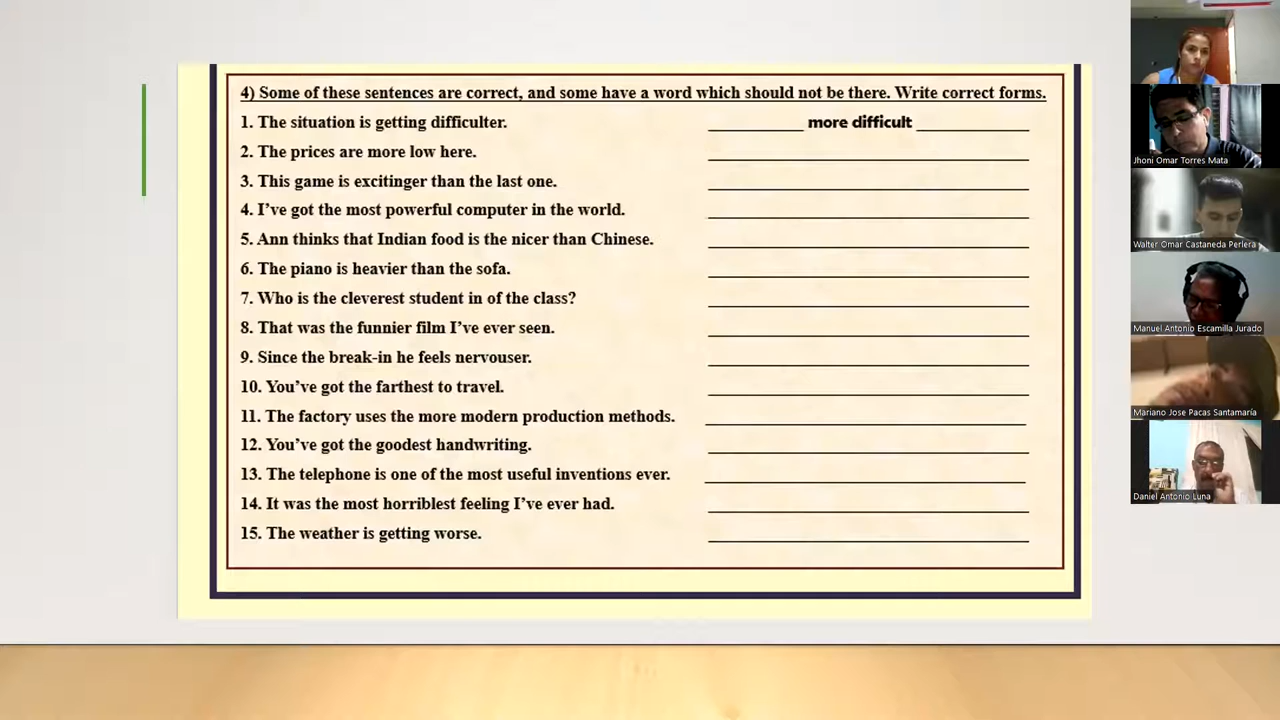 4) Some of these sentences are correct, and some have a word which should not be there. Write correct forms.
1. The situation is getting difficulter. more difficult
2. The prices are more low here.
3. This game is excitinger than the last one.
4. I've got the most powerful computer in the world.
5. Ann thinks that Indian food is the nicer than Chinese.
6. The piano is heavier than the sofa.
7. Who is the cleverest student in of the class?
8. That was the funnier film I've ever seen.
9. Since the break-in he feels nervouser.
10. You've got the farthest to travel.
11. The factory uses the more modern production methods.
12. You've got the goodest handwriting.
13. The telephone is one of the most useful inventions ever.
14. It was the most horriblest feeling I've ever had.
15. The weather is getting worse.
Jhoni Omar Torres Mata
Walter Omar Castaneda Perlera
Manuel Antonio Escamilla Jurado
Mariano Jose Pacas Santamaría
Daniel Antonio Luna